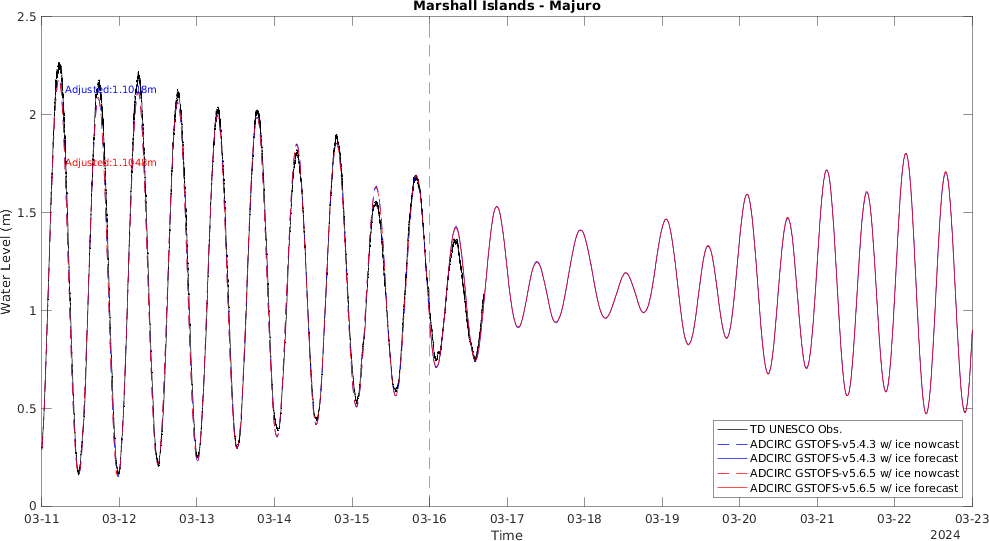 Marshall Islands - Majuro
2.5
2
1.5
1
0.5
0
Water Level (m)
Adjusted:1.1048m
TD UNESCO Obs.
ADCIRC GSTOFS-v5.4.3 w/ ice nowcast
ADCIRC GSTOFS-v5.4.3 w/ ice forecast
ADCIRC GSTOFS-v5.6.5 w/ ice nowcast
ADCIRC GSTOFS-v5.6.5 w/ ice forecast
03-11 03-12 03-13 03-14 03-15 03-16 03-17 03-18 03-19 03-20 03-21 03-22 03-23
Time
2024